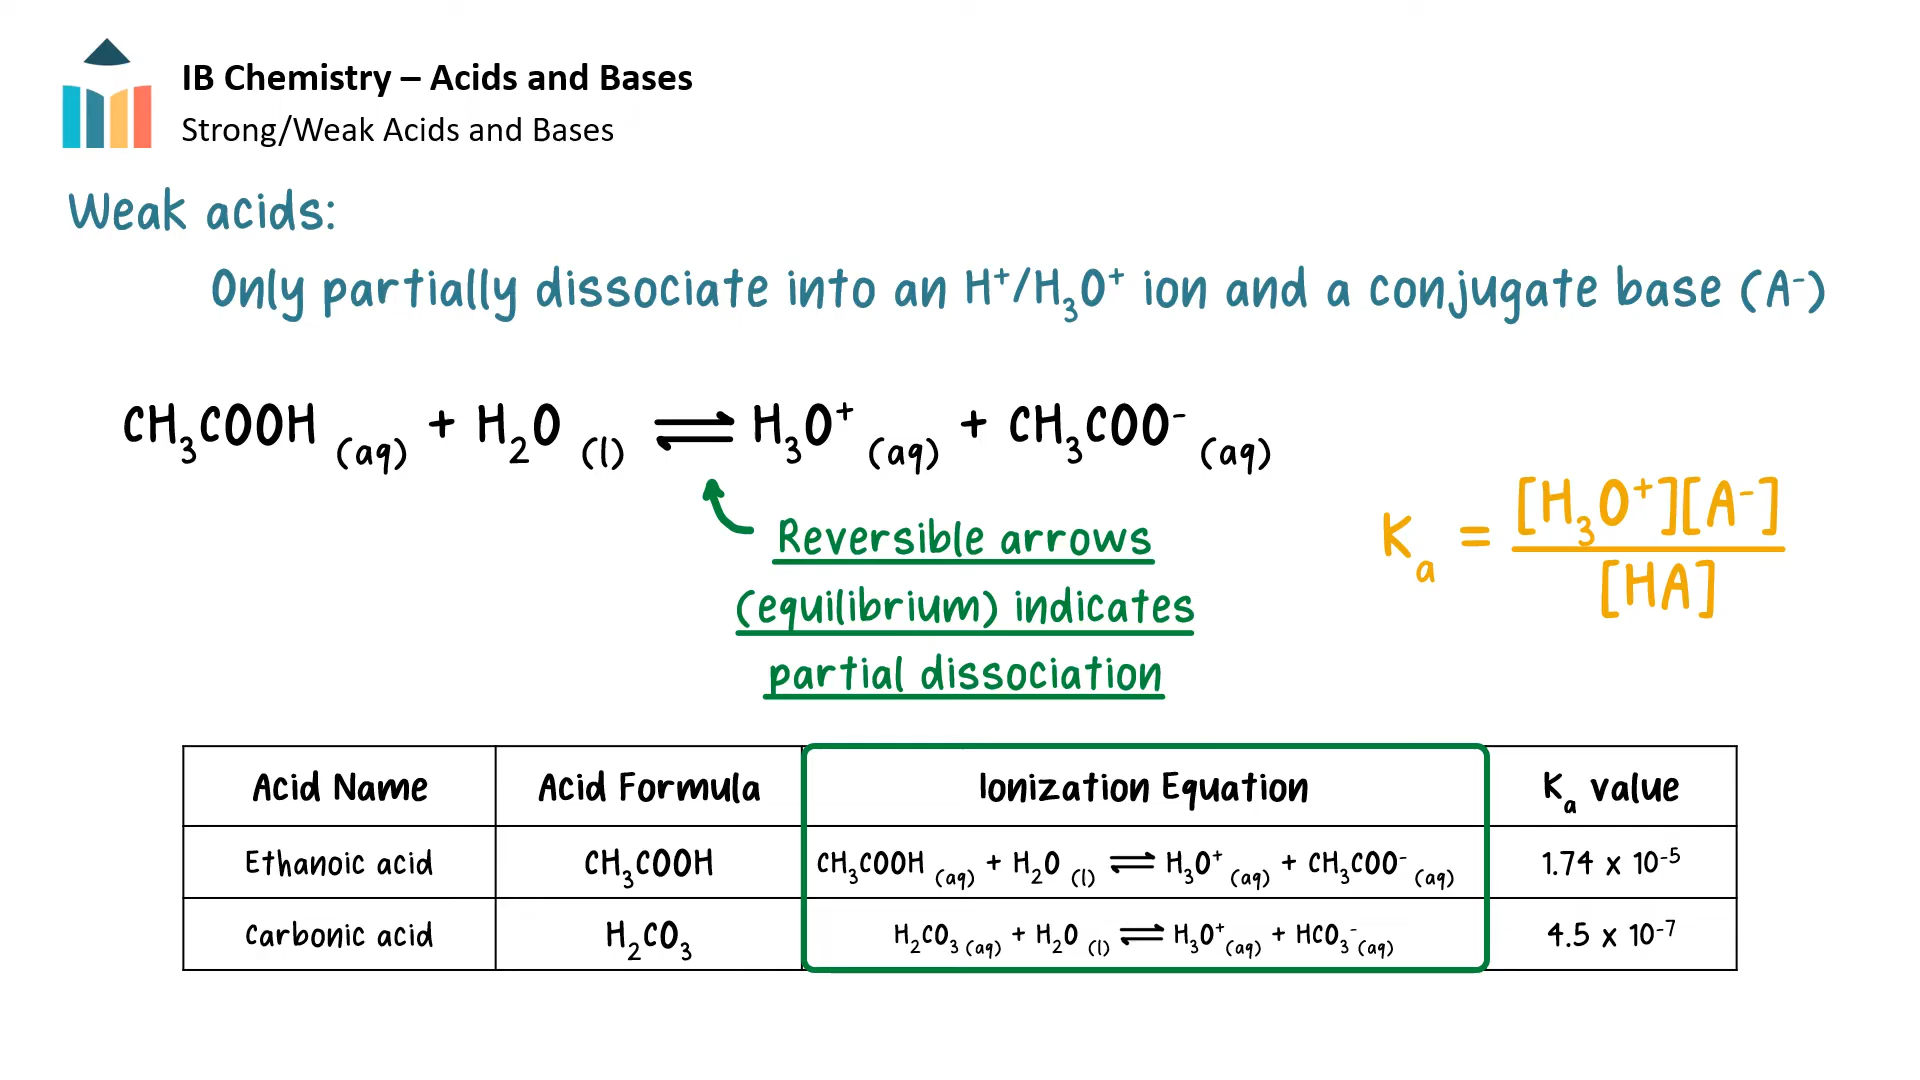 IB Chemistry – Acids and Bases
Strong/Weak Acids and Bases
Weak acids:
Only partially dissociate into an H⁺/H₃O⁺ ion and a conjugate base (A⁻)
CH₃COOH (aq) + H₂O (l) ⇌ H₃O⁺ (aq) + CH₃COO⁻ (aq)
Reversible arrows
(equilibrium) indicates
partial dissociation
Kₐ = [H₃O⁺][A⁻] / [HA]
Acid Name Acid Formula Ionization Equation Kₐ value
Ethanoic acid CH₃COOH CH₃COOH (aq) + H₂O (l) ⇌ H₃O⁺ (aq) + CH₃COO⁻ (aq) 1.74 x 10⁻⁵
Carbonic acid H₂CO₃ H₂CO₃ (aq) + H₂O (l) ⇌ H₃O⁺ (aq) + HCO₃⁻ (aq) 4.5 x 10⁻⁷